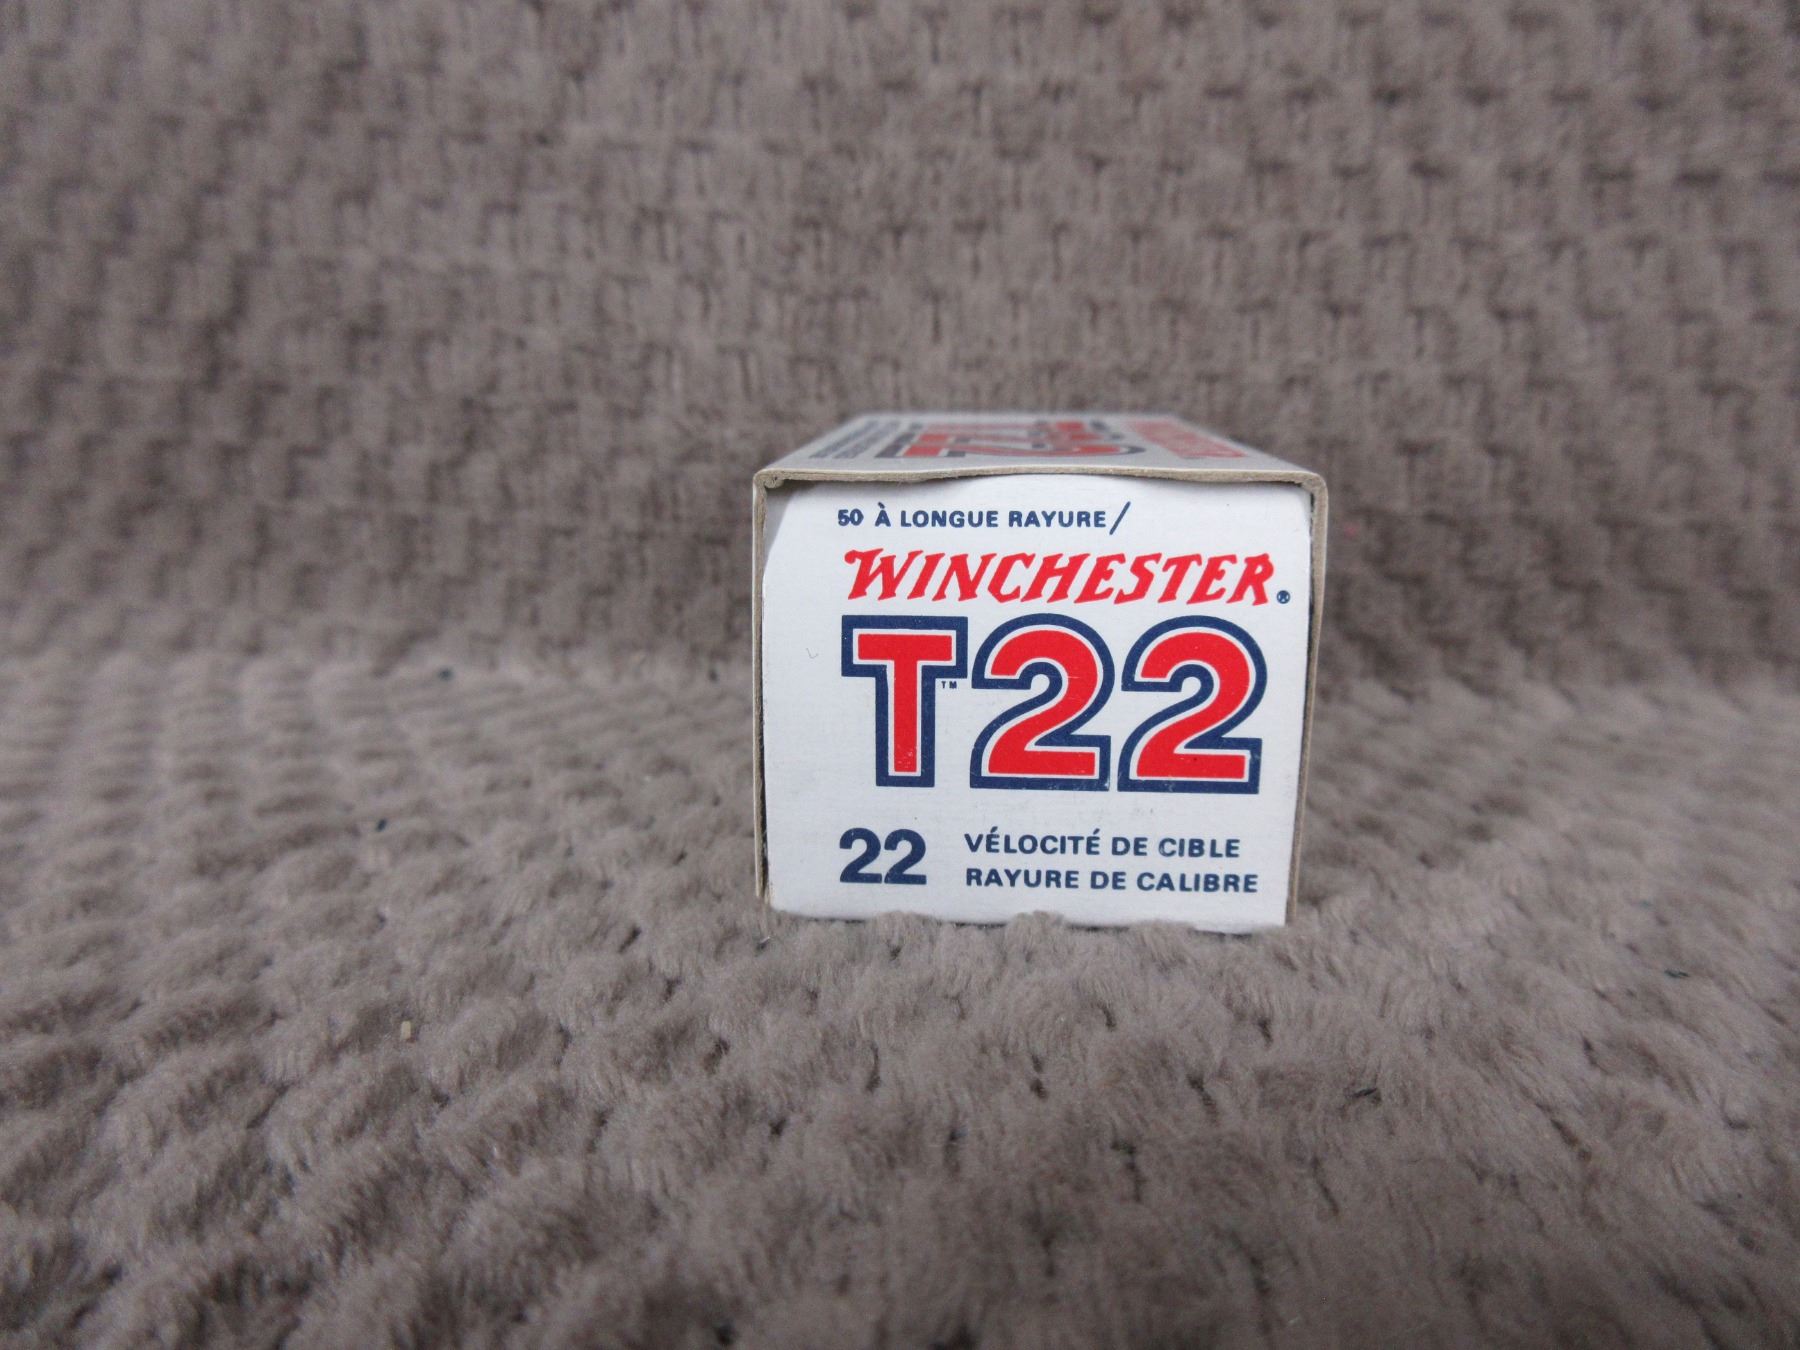 50 À LONGUE RAYURE/
WINCHESTER®
T™22
22 VÉLOCITÉ DE CIBLE
RAYURE DE CALIBRE